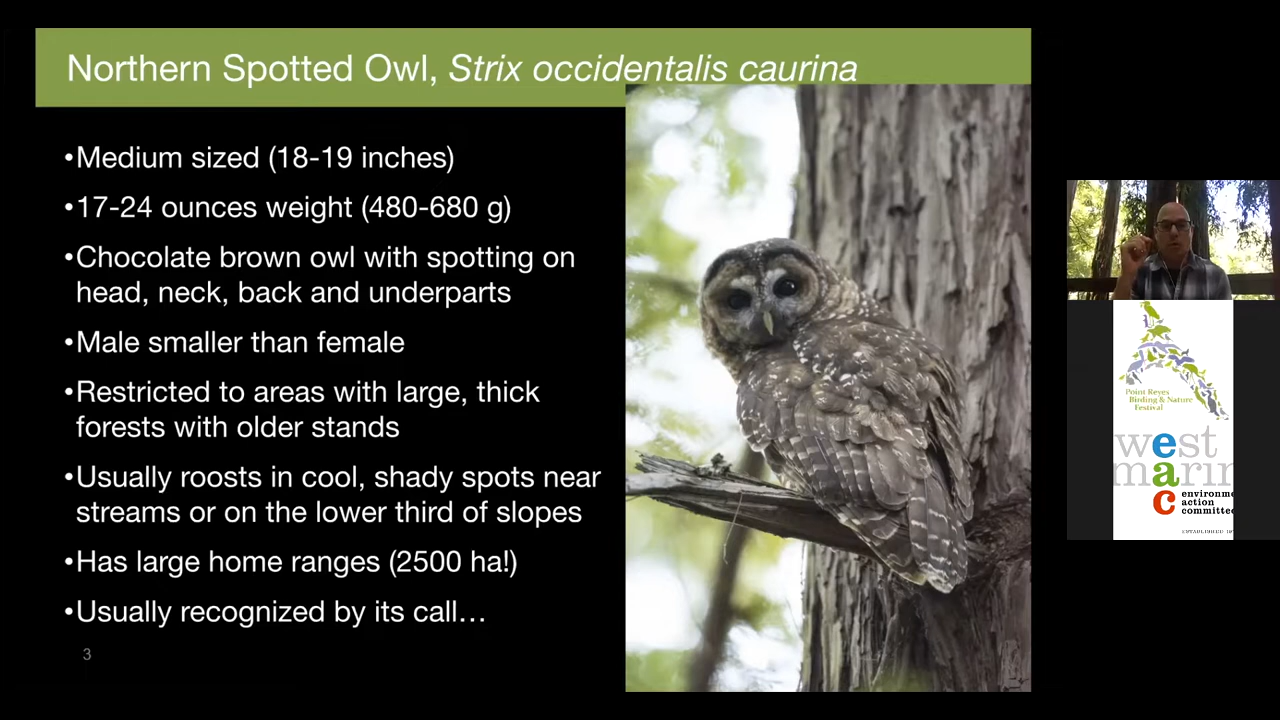 Northern Spotted Owl, Strix occidentalis caurina
•Medium sized (18-19 inches)
•17-24 ounces weight (480-680 g)
•Chocolate brown owl with spotting on
head, neck, back and underparts
•Male smaller than female
•Restricted to areas with large, thick
forests with older stands
•Usually roosts in cool, shady spots near
streams or on the lower third of slopes
•Has large home ranges (2500 ha!)
•Usually recognized by its call…
3
Point Reyes
Birding & Nature
Festival
west
marin
eac
environme
action
committee